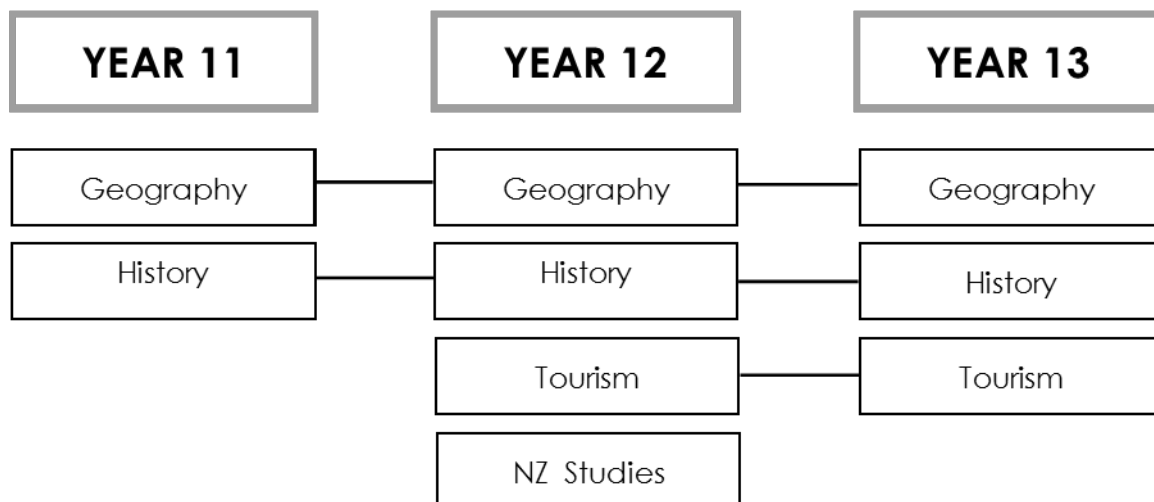 YEAR 11
YEAR 12
YEAR 13
Geography
Geography
Geography
History
History
History
Tourism
Tourism
NZ Studies